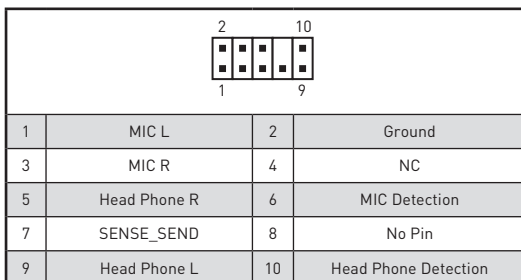 2 10
1 9
1 MIC L 2 Ground
3 MIC R 4 NC
5 Head Phone R 6 MIC Detection
7 SENSE_SEND 8 No Pin
9 Head Phone L 10 Head Phone Detection